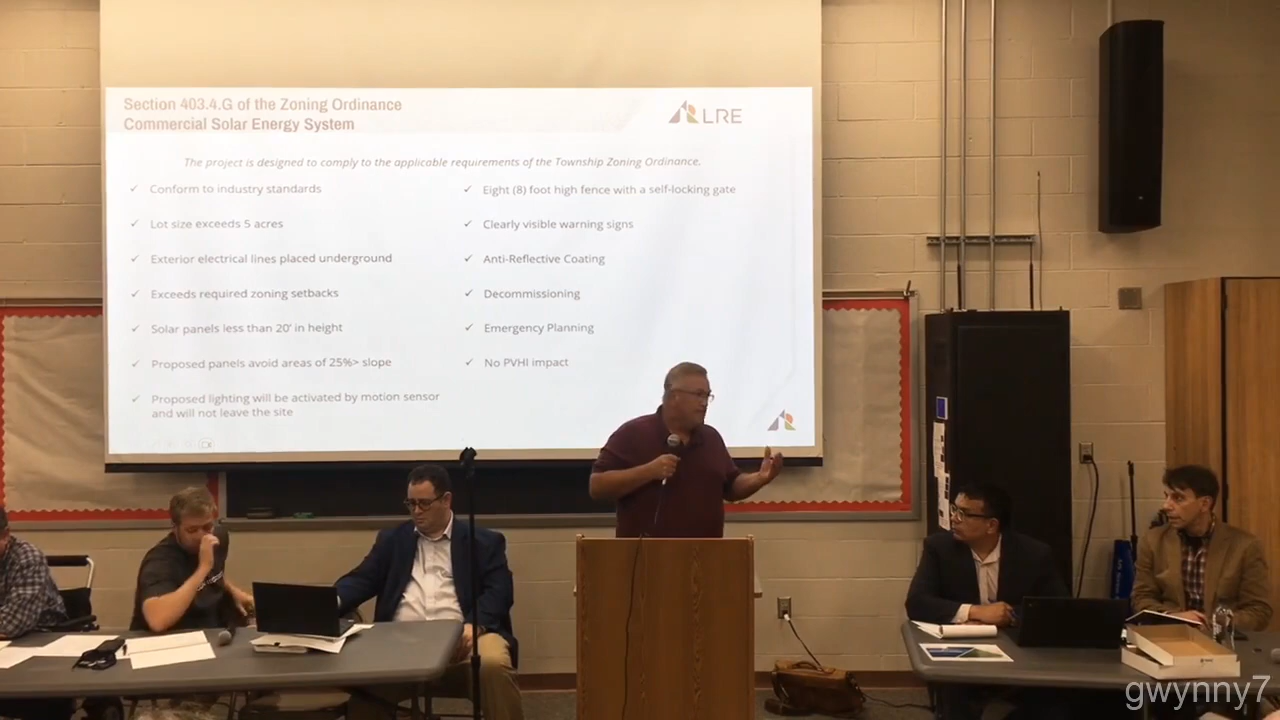 Section 403.4.G of the Zoning Ordinance
Commercial Solar Energy System
LRE
The project is designed to comply to the applicable requirements of the Township Zoning Ordinance.
✓ Conform to industry standards
✓ Lot size exceeds 5 acres
✓ Exterior electrical lines placed underground
✓ Exceeds required zoning setbacks
✓ Solar panels less than 20' in height
✓ Proposed panels avoid areas of 25%> slope
✓ Proposed lighting will be activated by motion sensor
and will not leave the site
✓ Eight (8) foot high fence with a self-locking gate
✓ Clearly visible warning signs
✓ Anti-Reflective Coating
✓ Decommissioning
✓ Emergency Planning
✓ No PVHI impact
gwynny7